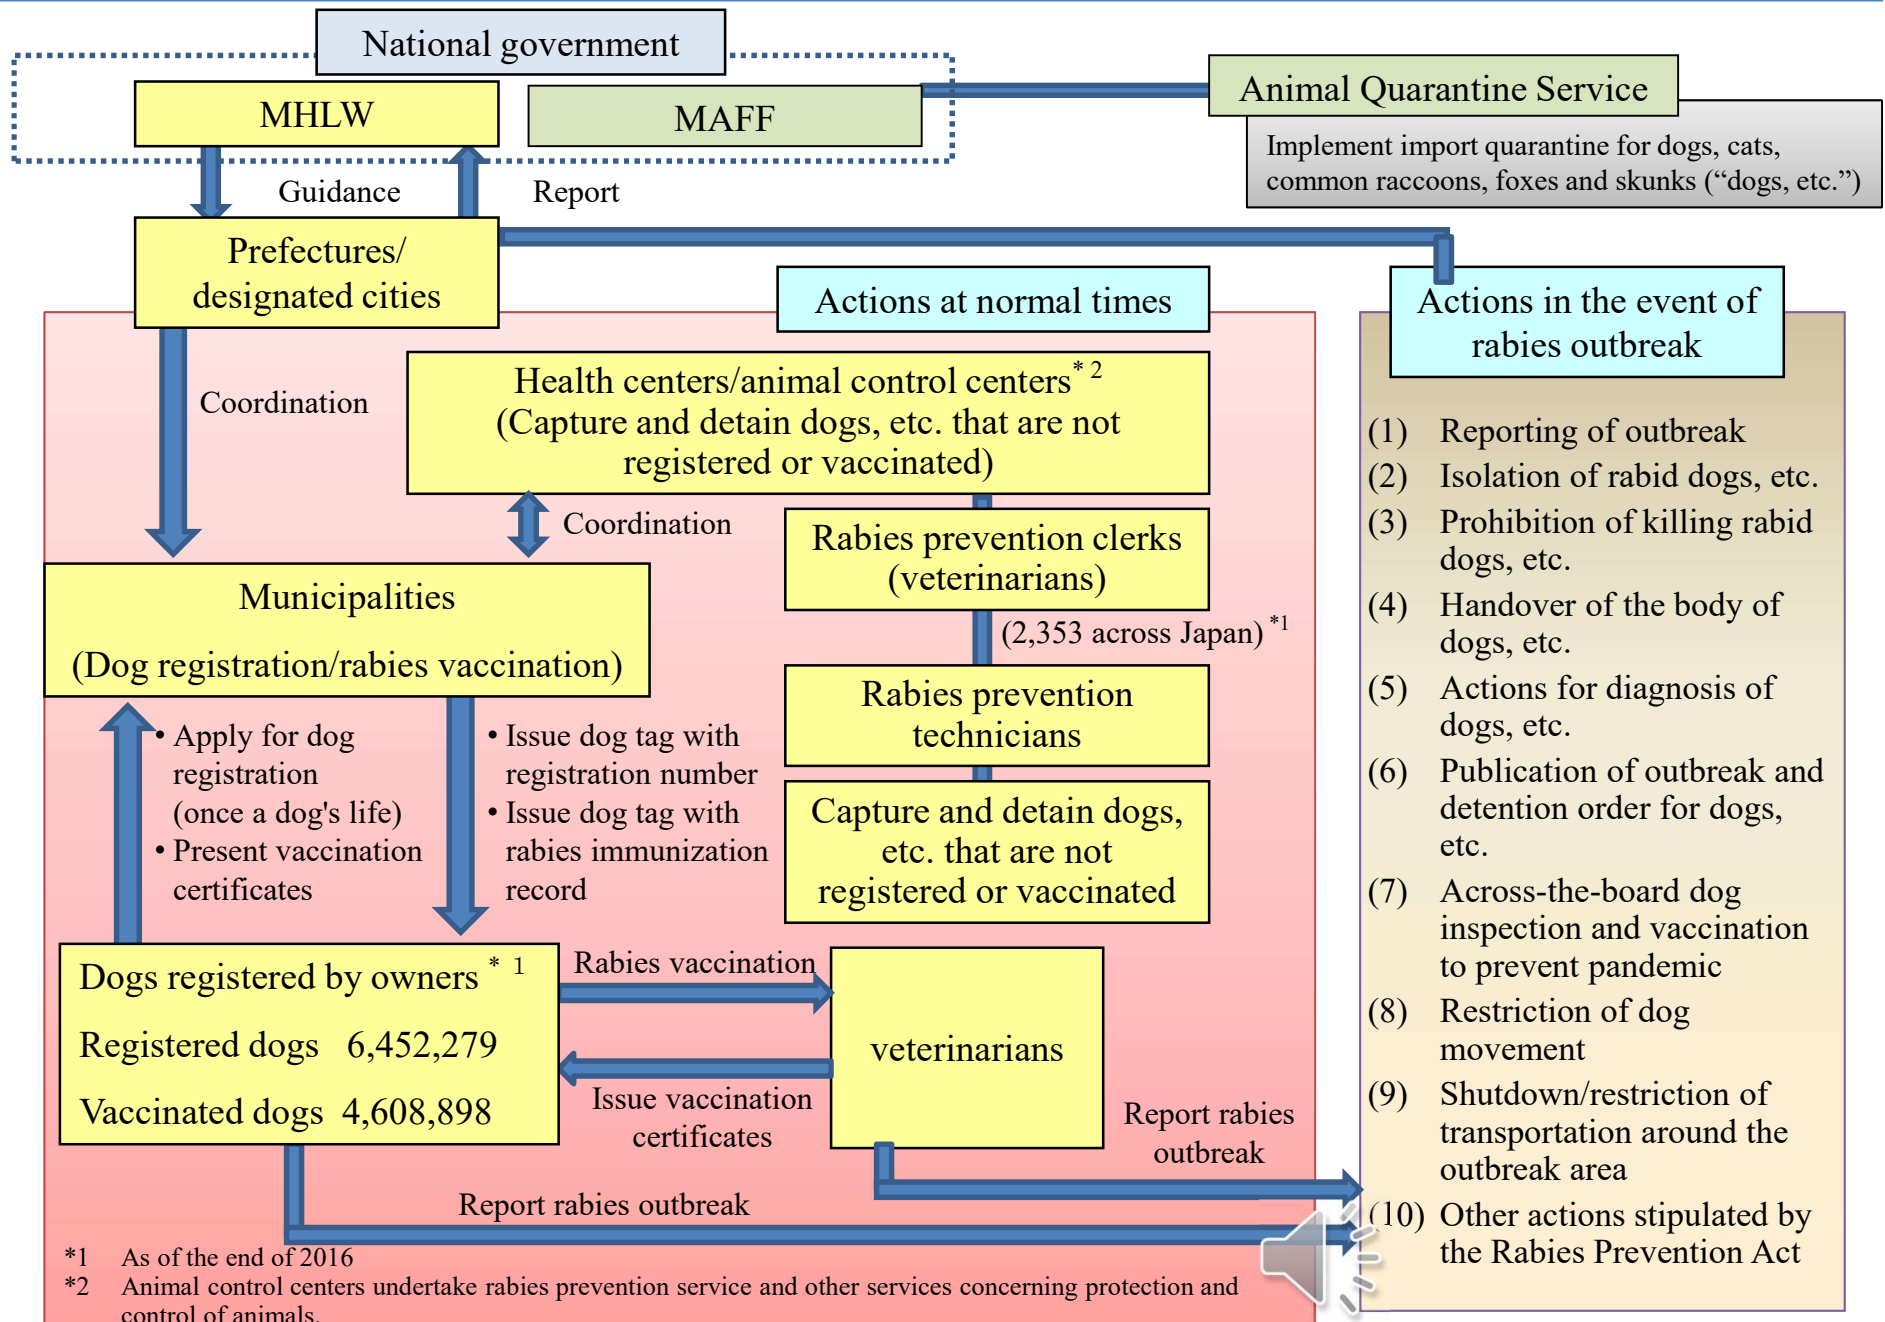 National government
MHLW
MAFF
Animal Quarantine Service
Implement import quarantine for dogs, cats,
common raccoons, foxes and skunks (“dogs, etc.”)
Guidance
Report
Prefectures/
designated cities
Actions at normal times
Coordination
Health centers/animal control centers* 2
(Capture and detain dogs, etc. that are not
registered or vaccinated)
Coordination
Rabies prevention clerks
(veterinarians)
(2,353 across Japan) *1
Municipalities
(Dog registration/rabies vaccination)
Rabies prevention
technicians
• Apply for dog
registration
(once a dog's life)
• Present vaccination
certificates
• Issue dog tag with
registration number
• Issue dog tag with
rabies immunization
record
Capture and detain dogs,
etc. that are not
registered or vaccinated
Dogs registered by owners * 1
Registered dogs 6,452,279
Vaccinated dogs 4,608,898
Rabies vaccination
veterinarians
Issue vaccination
certificates
Report rabies
outbreak
Report rabies outbreak
*1 As of the end of 2016
*2 Animal control centers undertake rabies prevention service and other services concerning protection and
control of animals.
Actions in the event of
rabies outbreak
(1) Reporting of outbreak
(2) Isolation of rabid dogs, etc.
(3) Prohibition of killing rabid
dogs, etc.
(4) Handover of the body of
dogs, etc.
(5) Actions for diagnosis of
dogs, etc.
(6) Publication of outbreak and
detention order for dogs,
etc.
(7) Across-the-board dog
inspection and vaccination
to prevent pandemic
(8) Restriction of dog
movement
(9) Shutdown/restriction of
transportation around the
outbreak area
(10) Other actions stipulated by
the Rabies Prevention Act